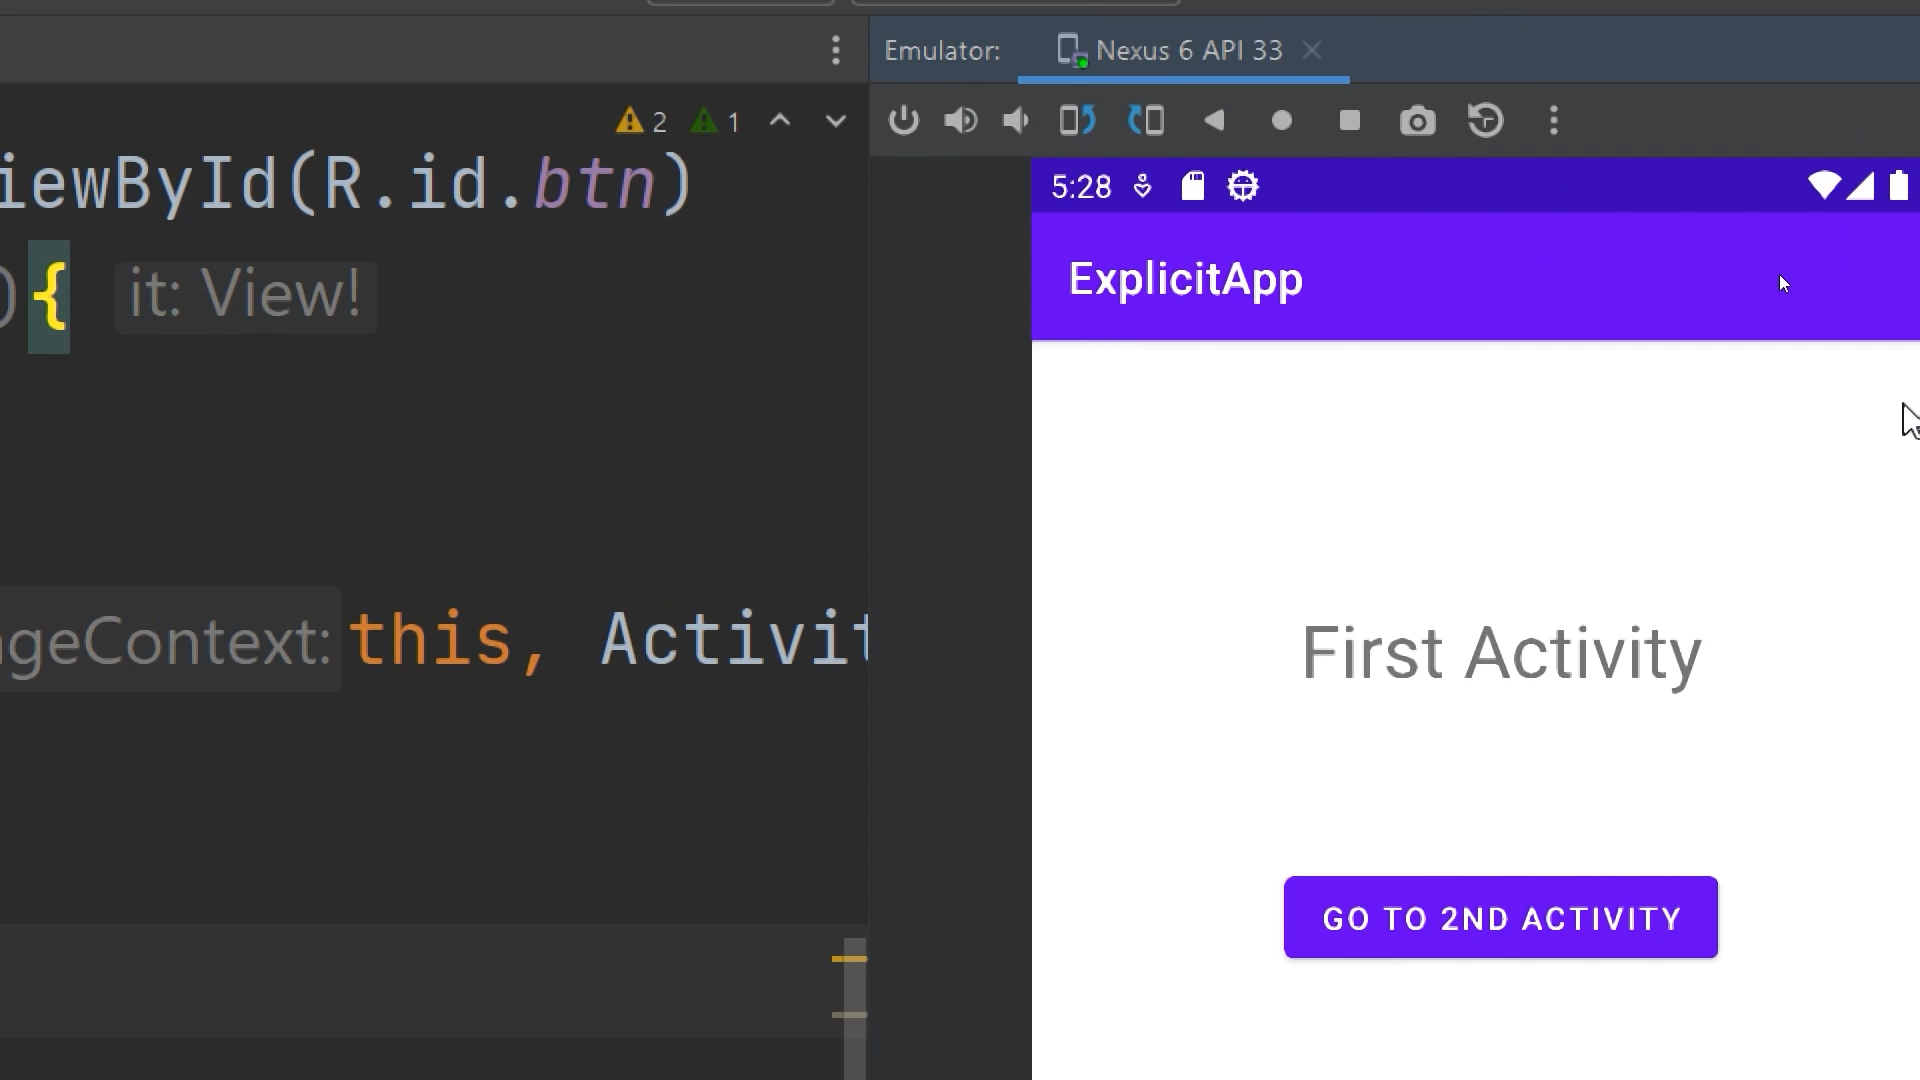 Emulator: Nexus 6 API 33
2 1
iewById(R.id.btn)
){ it: View!
geContext: this, Activit
5:28
ExplicitApp
First Activity
GO TO 2ND ACTIVITY